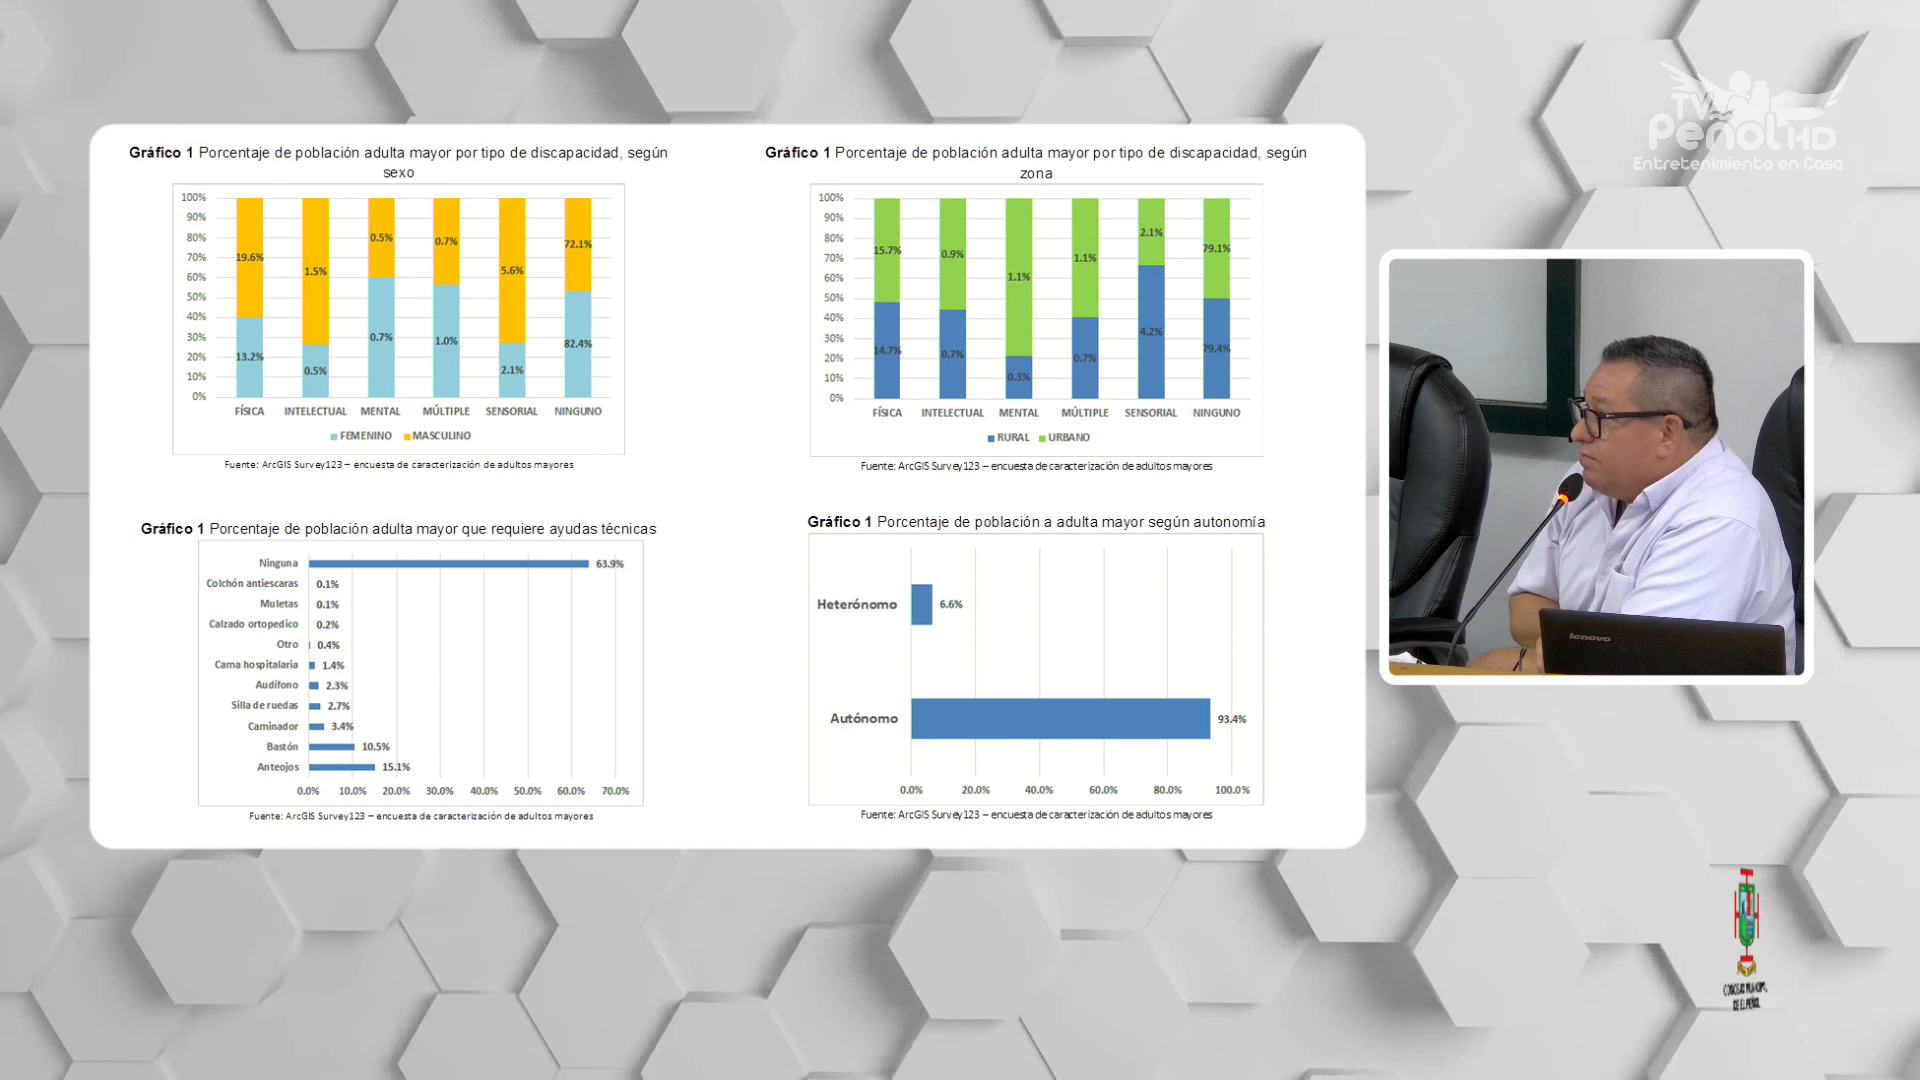 TV
Peñol HD
Entretenimiento en Casa
Gráfico 1 Porcentaje de población adulta mayor por tipo de discapacidad, según
sexo
100%
90%
80%
70%
60%
50%
40%
30%
20%
10%
0%
19.6%
1.5%
0.5%
0.7%
5.6%
72.1%
13.2%
0.5%
0.7%
1.0%
2.1%
82.4%
FÍSICA INTELECTUAL MENTAL MÚLTIPLE SENSORIAL NINGUNO
FEMENINO MASCULINO
Fuente: ArcGIS Survey123 – encuesta de caracterización de adultos mayores
Gráfico 1 Porcentaje de población adulta mayor por tipo de discapacidad, según
zona
100%
90%
80%
70%
60%
50%
40%
30%
20%
10%
0%
15.7%
0.9%
1.1%
1.1%
2.1%
79.1%
14.7%
0.7%
0.3%
0.7%
4.2%
79.4%
FÍSICA INTELECTUAL MENTAL MÚLTIPLE SENSORIAL NINGUNO
RURAL URBANO
Fuente: ArcGIS Survey123 – encuesta de caracterización de adultos mayores
Gráfico 1 Porcentaje de población adulta mayor que requiere ayudas técnicas
Ninguna 63.9%
Colchón antiescaras 0.1%
Muletas 0.1%
Calzado ortopedico 0.2%
Otro 0.4%
Cama hospitalaria 1.4%
Audífono 2.3%
Silla de ruedas 2.7%
Caminador 3.4%
Bastón 10.5%
Anteojos 15.1%
0.0% 10.0% 20.0% 30.0% 40.0% 50.0% 60.0% 70.0%
Fuente: ArcGIS Survey123 – encuesta de caracterización de adultos mayores
Gráfico 1 Porcentaje de población a adulta mayor según autonomía
Heterónomo 6.6%
Autónomo 93.4%
0.0% 20.0% 40.0% 60.0% 80.0% 100.0%
Fuente: ArcGIS Survey123 – encuesta de caracterización de adultos mayores
lenovo
CONCEJO MUNICIPAL
DE EL PEÑOL